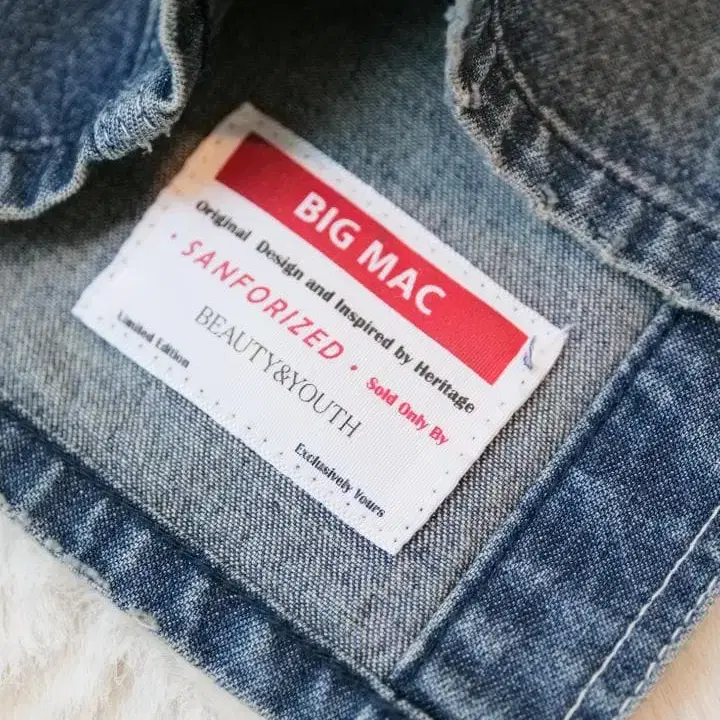 BIG MAC
Original Design and Inspired by Heritage
• SANFORIZED •
Sold Only By
BEAUTY&YOUTH
Limited Edition
Exclusively Yours